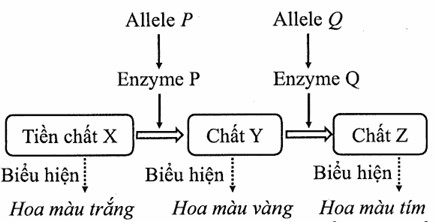 Allele P Allele Q
Enzyme P Enzyme Q
Tiền chất X Chất Y Chất Z
Biểu hiện Biểu hiện Biểu hiện
Hoa màu trắng Hoa màu vàng Hoa màu tím